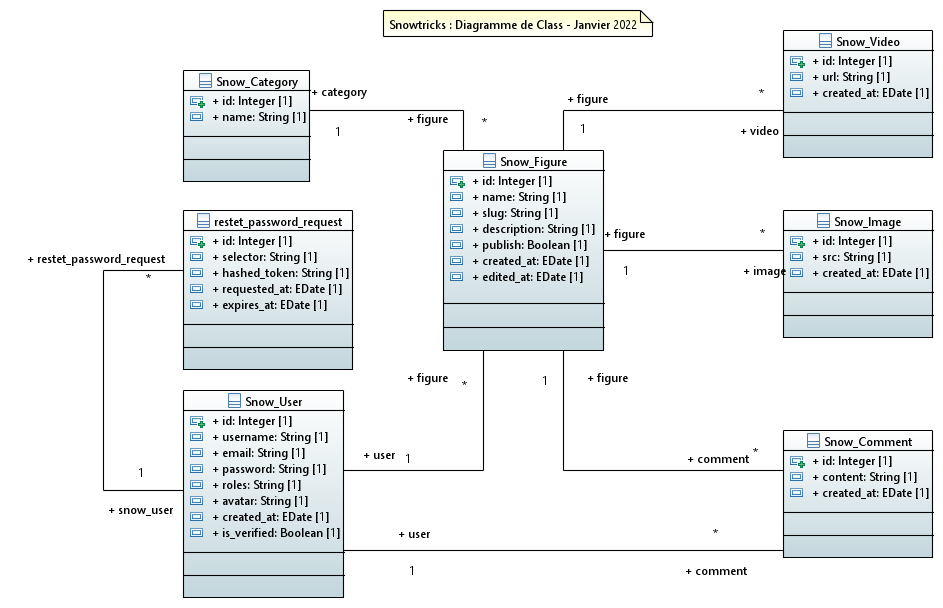 Snowtricks : Diagramme de Class - Janvier 2022
Snow_Category
+ id: Integer [1]
+ name: String [1]
+ category
1
+ figure
*
Snow_Video
+ id: Integer [1]
+ url: String [1]
+ created_at: EDate [1]
+ figure
1
*
+ video
Snow_Figure
+ id: Integer [1]
+ name: String [1]
+ slug: String [1]
+ description: String [1]
+ publish: Boolean [1]
+ created_at: EDate [1]
+ edited_at: EDate [1]
restet_password_request
+ id: Integer [1]
+ selector: String [1]
+ hashed_token: String [1]
+ requested_at: EDate [1]
+ expires_at: EDate [1]
+ restet_password_request
*
Snow_Image
+ id: Integer [1]
+ src: String [1]
+ created_at: EDate [1]
+ figure
1
*
+ image
+ figure
*
1
+ figure
Snow_User
+ id: Integer [1]
+ username: String [1]
+ email: String [1]
+ password: String [1]
+ roles: String [1]
+ avatar: String [1]
+ created_at: EDate [1]
+ is_verified: Boolean [1]
+ user
1
1
+ snow_user
Snow_Comment
+ id: Integer [1]
+ content: String [1]
+ created_at: EDate [1]
+ comment
*
+ user
1
*
+ comment